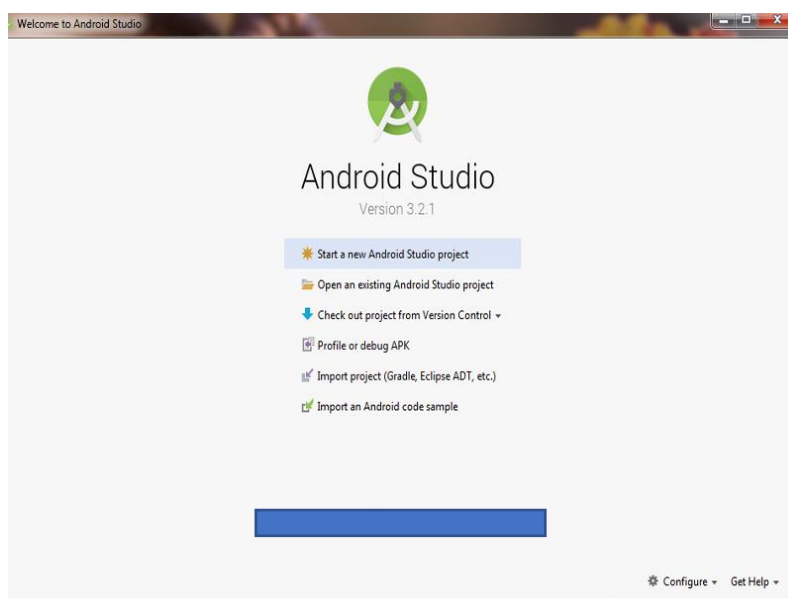 Welcome to Android Studio
Android Studio
Version 3.2.1
Start a new Android Studio project
Open an existing Android Studio project
Check out project from Version Control
Profile or debug APK
Import project (Gradle, Eclipse ADT, etc.)
Import an Android code sample
Configure Get Help